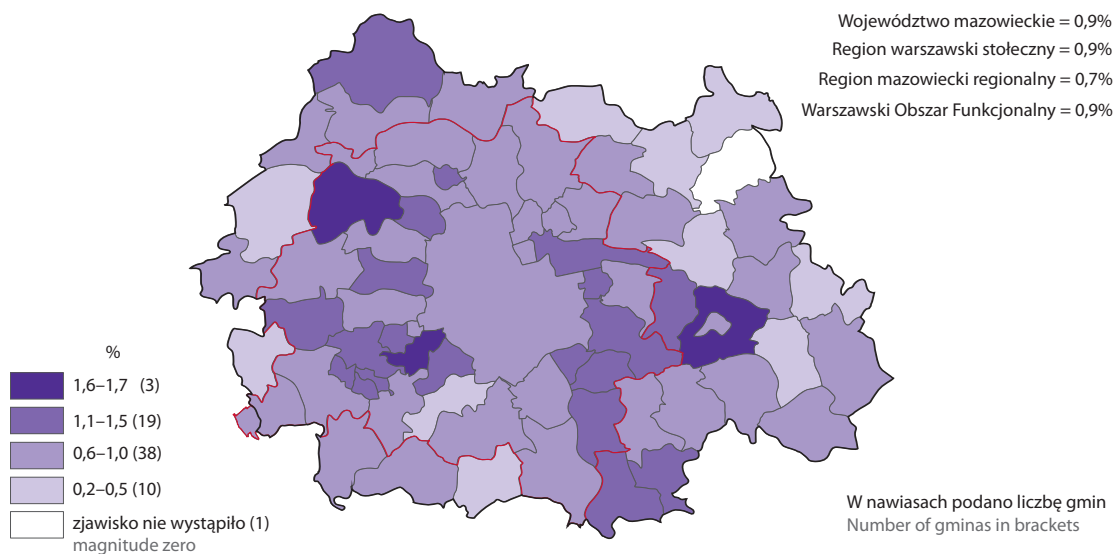 Województwo mazowieckie = 0,9%
Region warszawski stołeczny = 0,9%
Region mazowiecki regionalny = 0,7%
Warszawski Obszar Funkcjonalny = 0,9%
%
1,6–1,7 (3)
1,1–1,5 (19)
0,6–1,0 (38)
0,2–0,5 (10)
zjawisko nie wystąpiło (1)
magnitude zero
W nawiasach podano liczbę gmin
Number of gminas in brackets